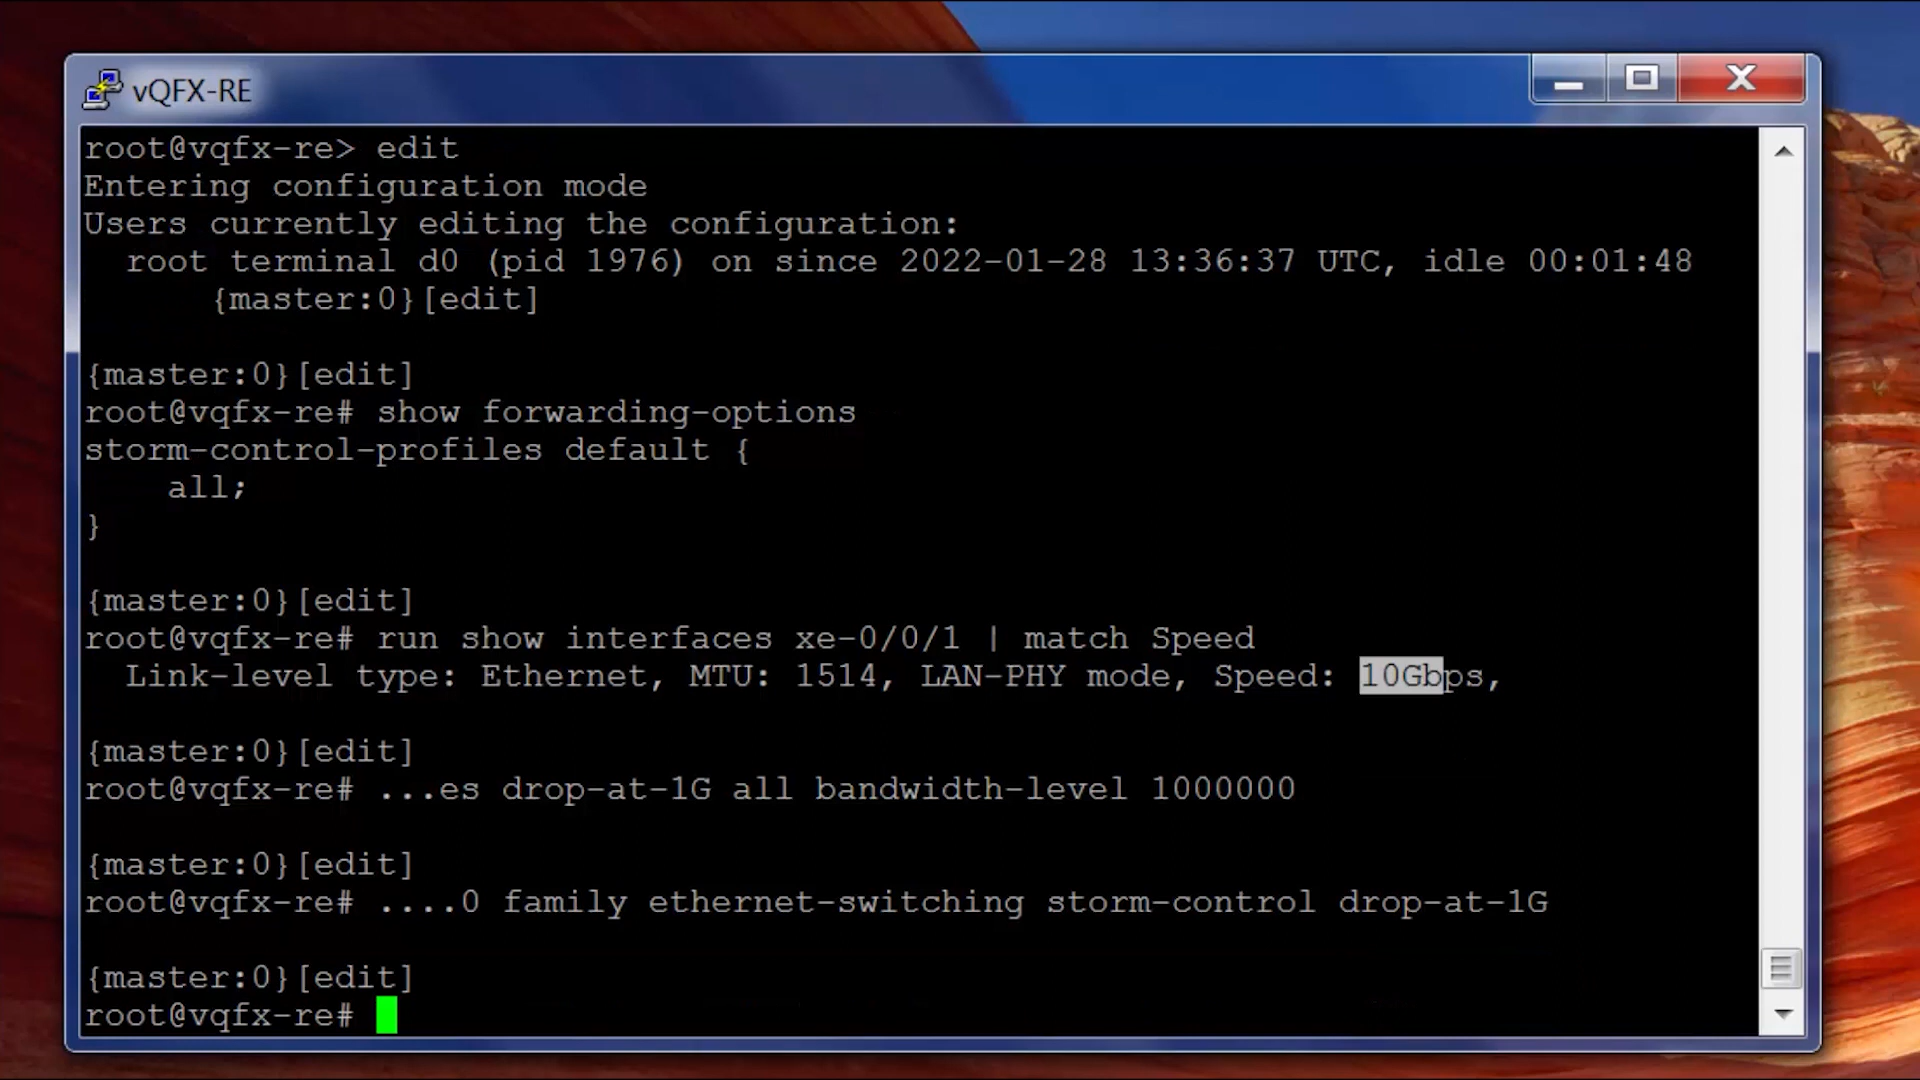 vQFX-RE
root@vqfx-re> edit
Entering configuration mode
Users currently editing the configuration:
  root terminal d0 (pid 1976) on since 2022-01-28 13:36:37 UTC, idle 00:01:48
      {master:0}[edit]
{master:0}[edit]
root@vqfx-re# show forwarding-options
storm-control-profiles default {
    all;
}
{master:0}[edit]
root@vqfx-re# run show interfaces xe-0/0/1 | match Speed
  Link-level type: Ethernet, MTU: 1514, LAN-PHY mode, Speed: 10Gbps,
{master:0}[edit]
root@vqfx-re# ...es drop-at-1G all bandwidth-level 1000000
{master:0}[edit]
root@vqfx-re# ....0 family ethernet-switching storm-control drop-at-1G
{master:0}[edit]
root@vqfx-re#